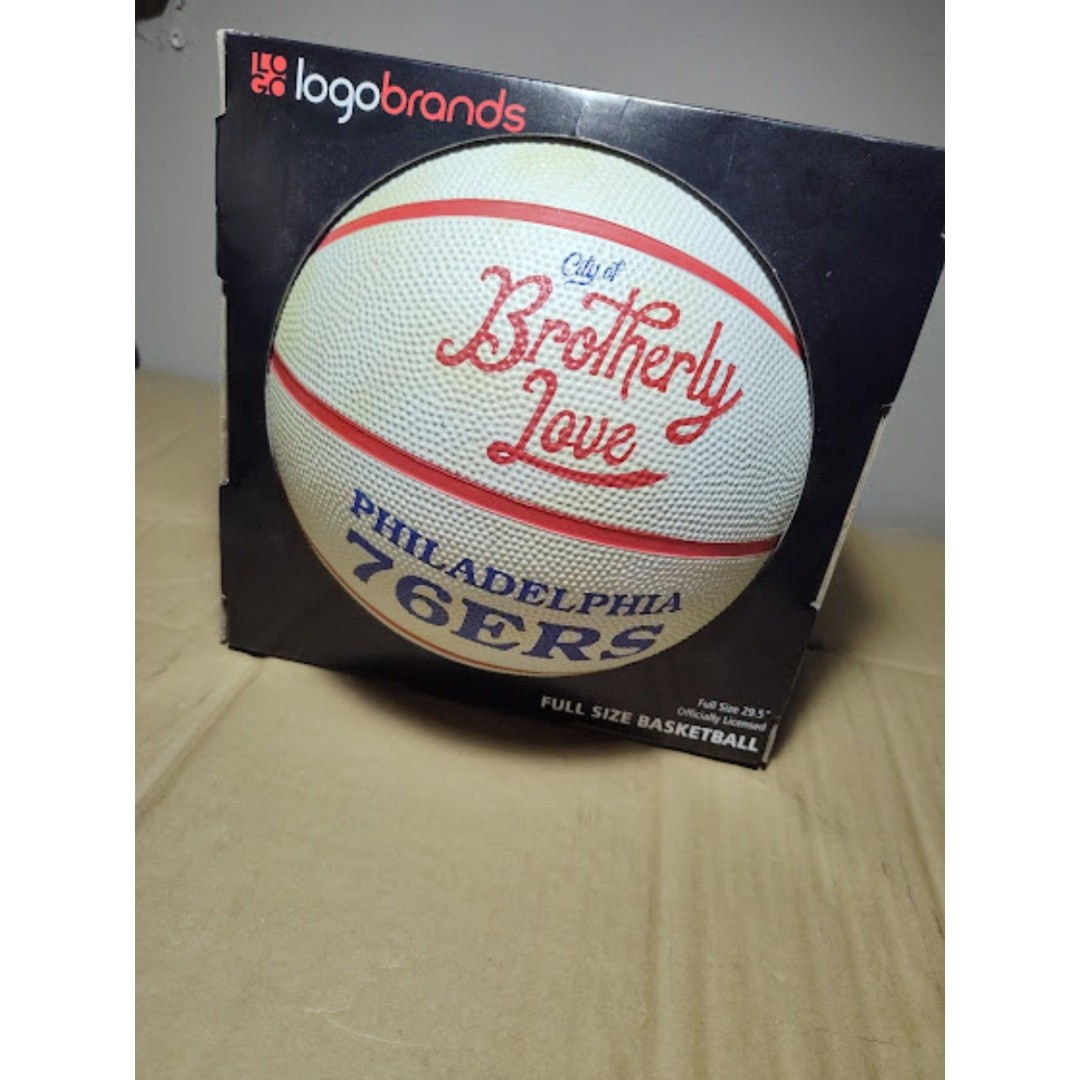 LOGO logobrands
City of
Brotherly
Love
PHILADELPHIA
76ERS
Full Size 29.5"
Officially Licensed
FULL SIZE BASKETBALL